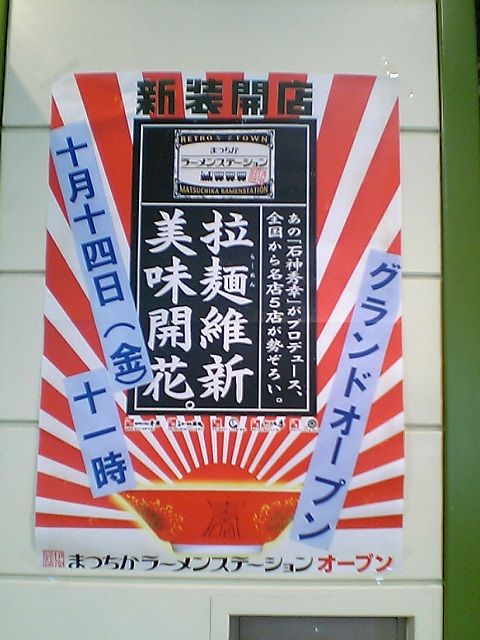 新装開店
RETRO TOWN
まつちか
ラーメンステーション
MATSUCHIKA RAMENSTATION
あの「石神秀幸」がプロデュース、
全国から名店5店が勢ぞろい。
拉麺維新
らーめん
美味開花。
十月十四日(金)
十一時
グランドオープン
まつちかラーメンステーション オープン